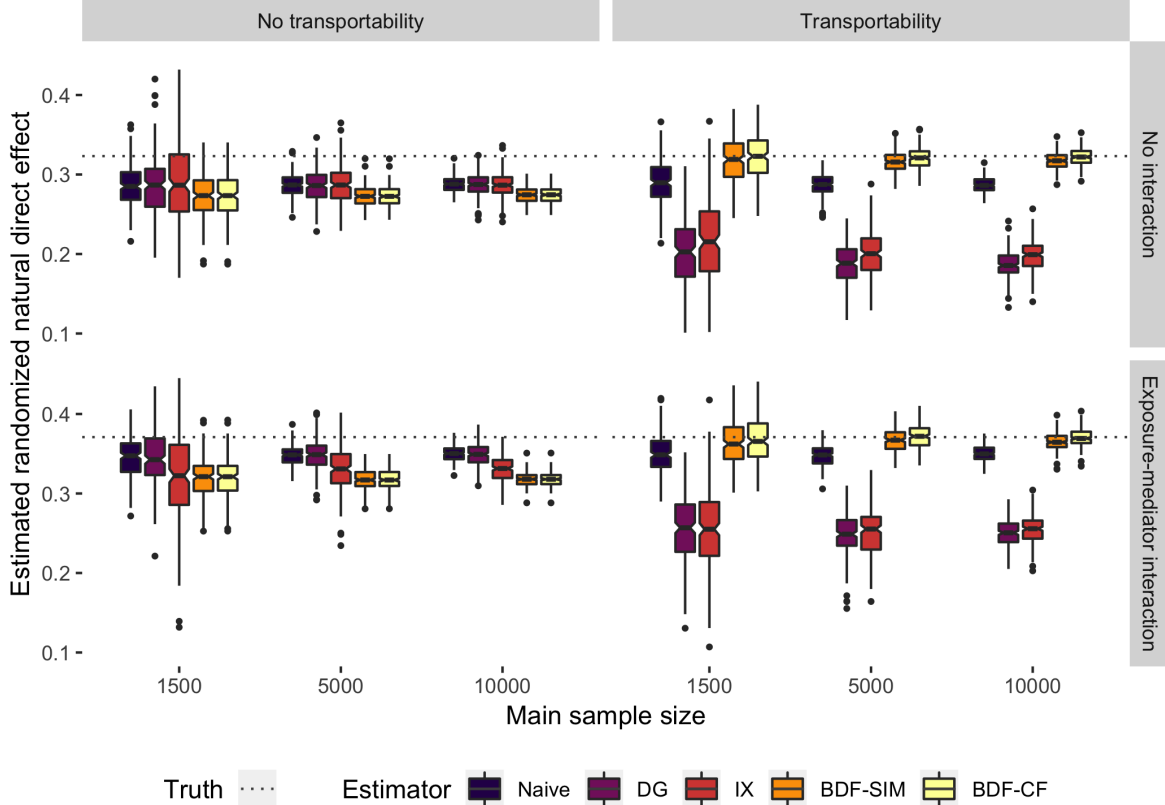 No transportability
Transportability
Estimated randomized natural direct effect
0.4
0.3
0.2
0.1
No interaction
0.4
0.3
0.2
0.1
Exposure-mediator interaction
1500 5000 10000 1500 5000 10000
Main sample size
Truth Estimator Naive DG IX BDF-SIM BDF-CF